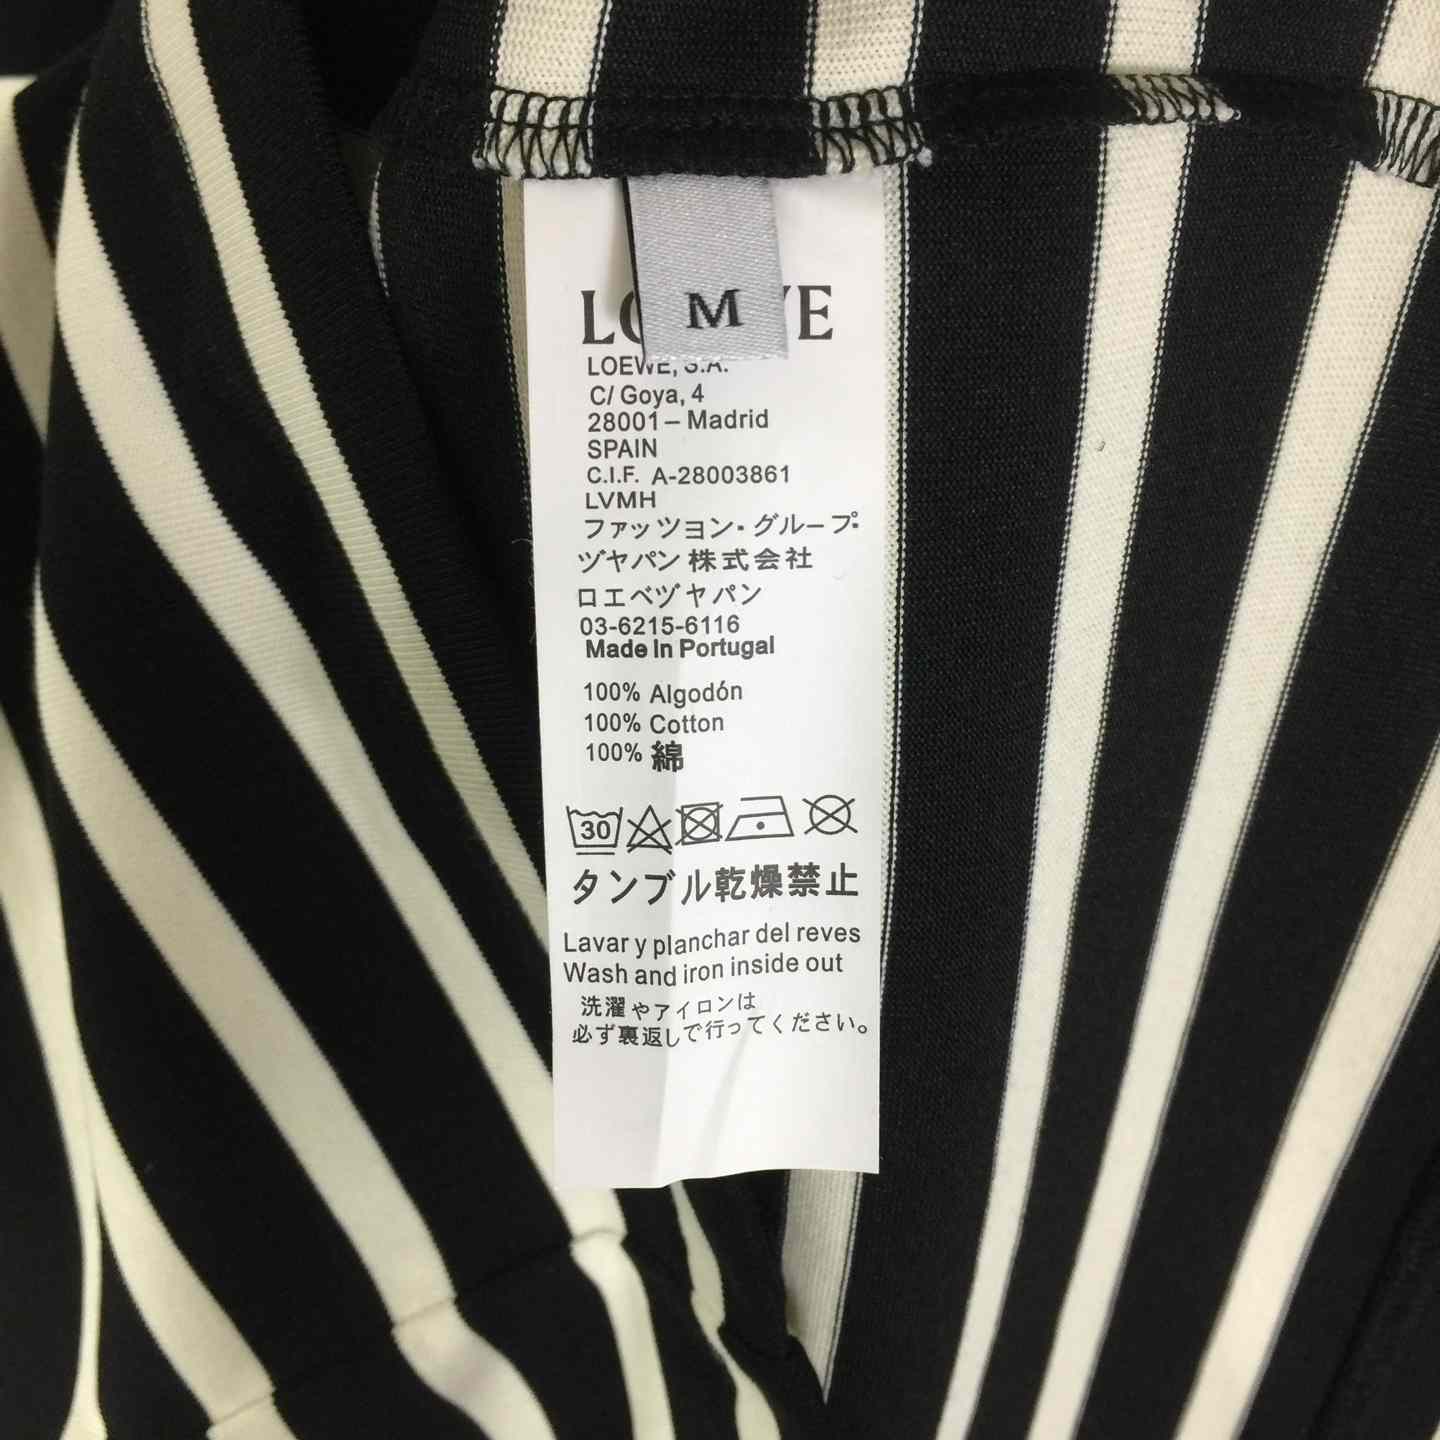 M
LOEWE
LOEWE, S.A.
C/ Goya, 4
28001 – Madrid
SPAIN
C.I.F. A-28003861
LVMH
ファッツョン・グループ
ヅヤパン 株式会社
ロエベヅヤパン
03-6215-6116
Made in Portugal
100% Algodón
100% Cotton
100% 綿
30
タンブル乾燥禁止
Lavar y planchar del reves
Wash and iron inside out
洗濯やアイロンは
必ず裏返しで行ってください。